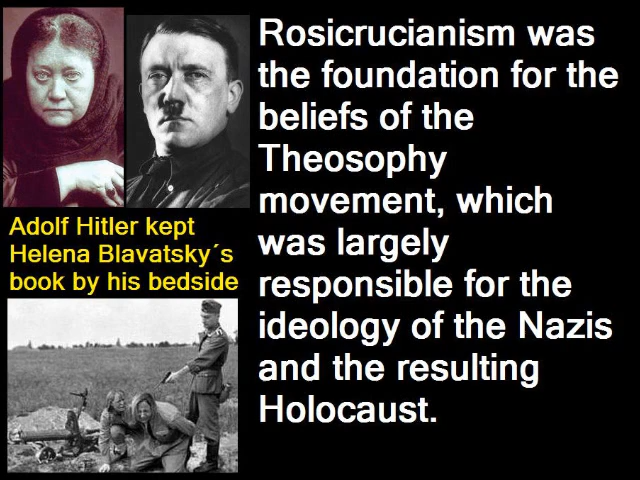 Rosicrucianism was
the foundation for the
beliefs of the
Theosophy
movement, which
was largely
responsible for the
ideology of the Nazis
and the resulting
Holocaust.
Adolf Hitler kept
Helena Blavatsky´s
book by his bedside